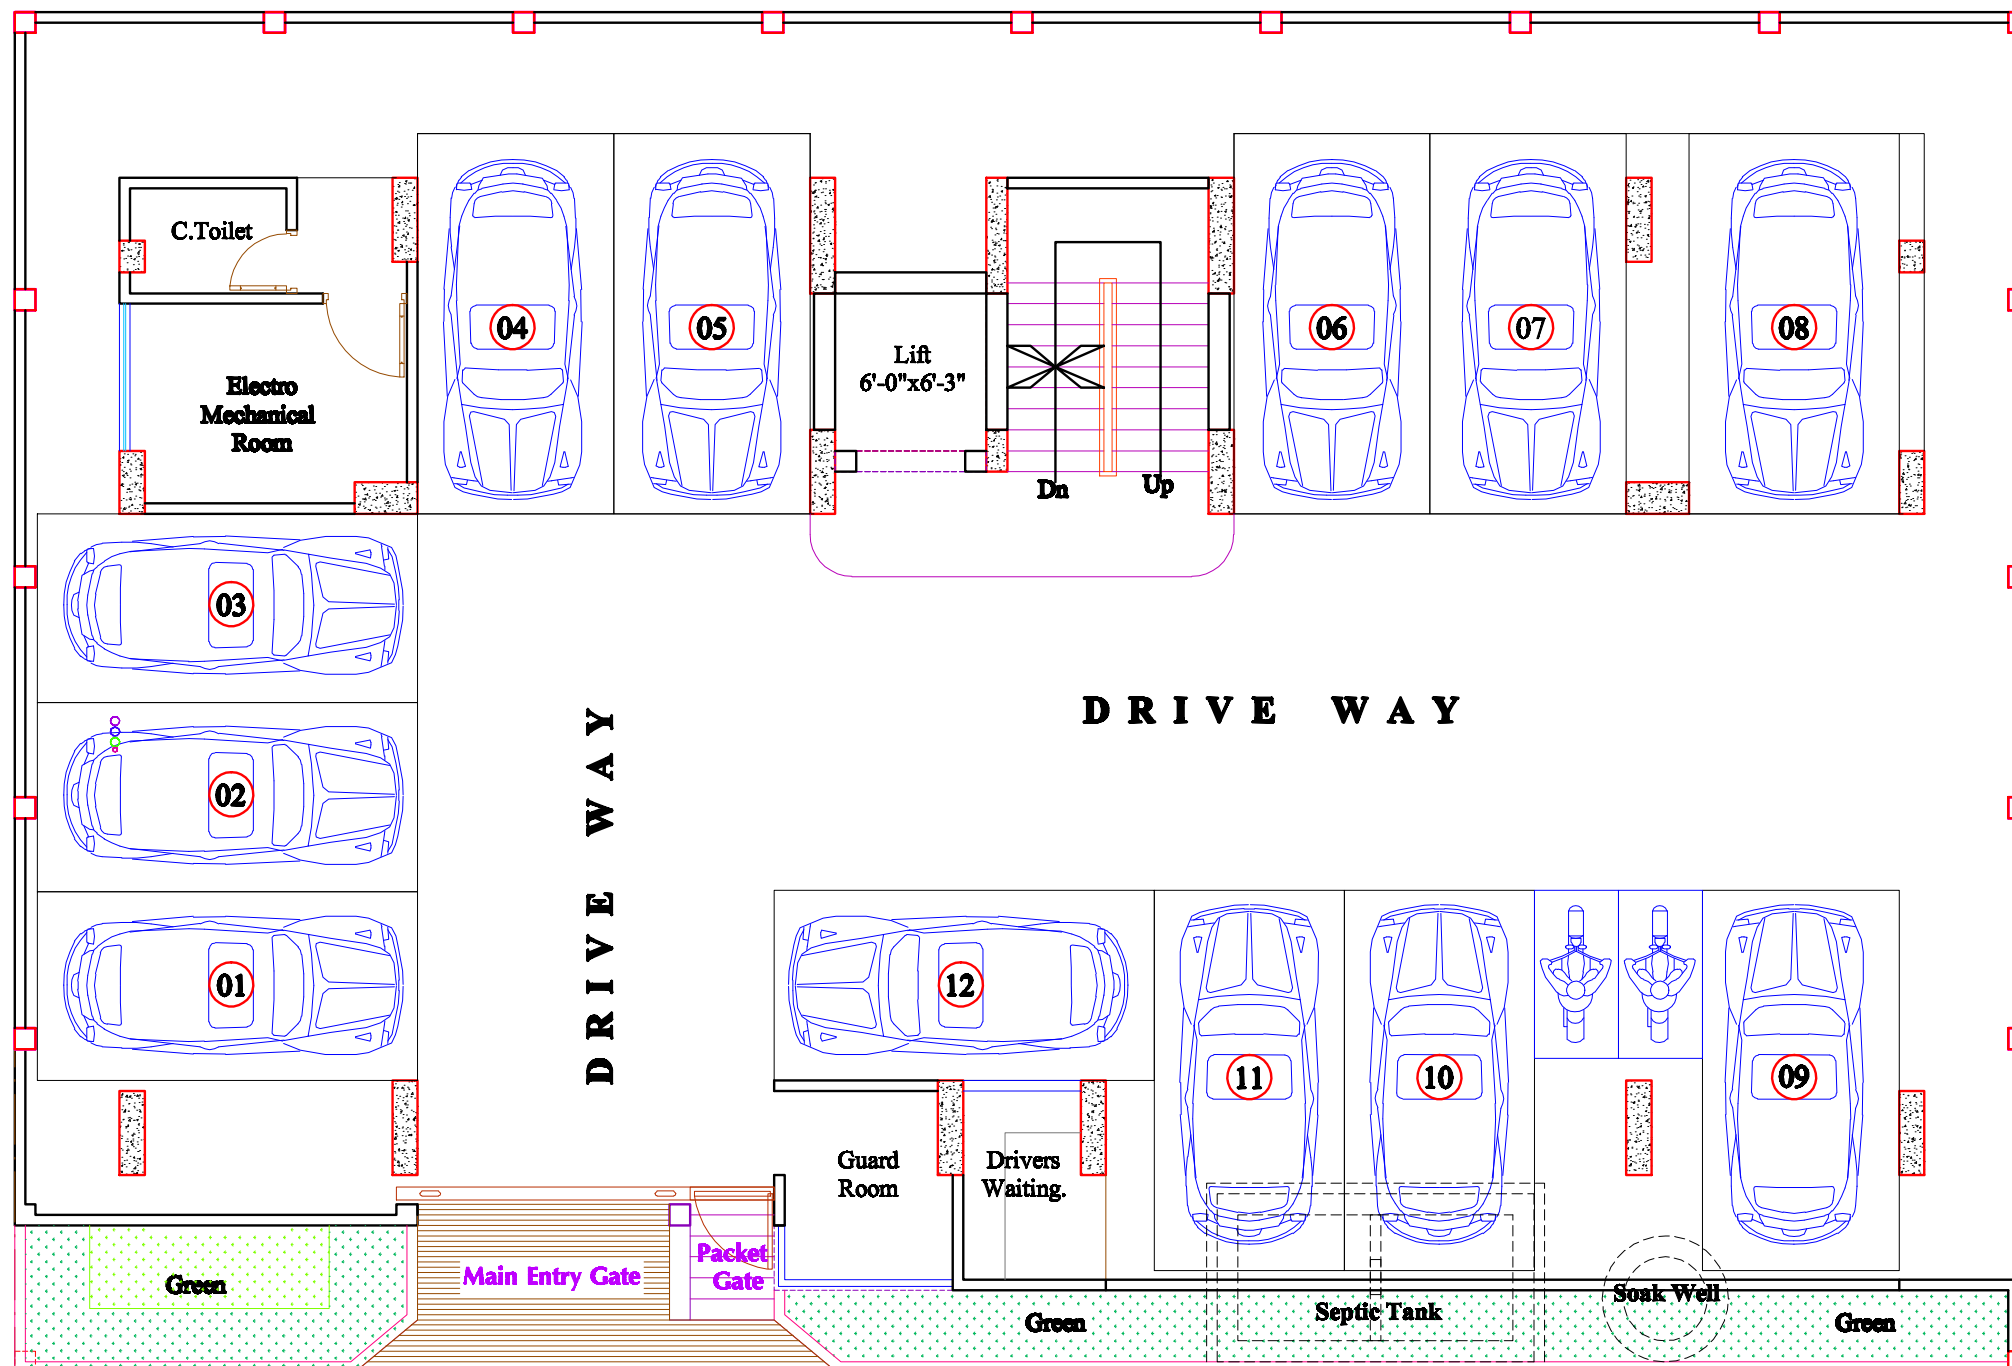 C.Toilet
Electro
Mechanical
Room
04
05
Lift
6'-0"x6'-3"
Dn
Up
06
07
08
03
02
01
DRIVE WAY
DRIVE WAY
12
11
10
09
Guard
Room
Drivers
Waiting.
Main Entry Gate
Packet
Gate
Green
Green
Septic Tank
Soak Well
Green